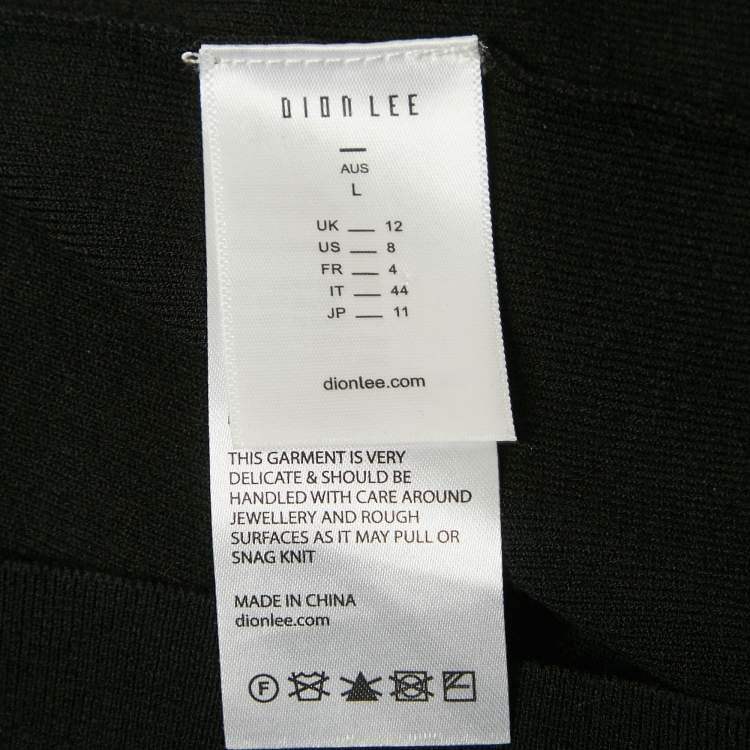 DION LEE
AUS
L
UK — 12
US — 8
FR — 4
IT — 44
JP — 11
dionlee.com
THIS GARMENT IS VERY
DELICATE & SHOULD BE
HANDLED WITH CARE AROUND
JEWELLERY AND ROUGH
SURFACES AS IT MAY PULL OR
SNAG KNIT
MADE IN CHINA
dionlee.com
F